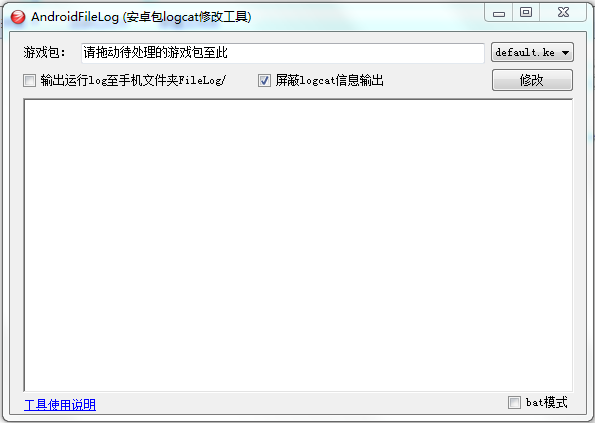 AndroidFileLog (安卓包logcat修改工具)
游戏包： 请拖动待处理的游戏包至此 default.ke
输出运行log至手机文件夹FileLog/ 屏蔽logcat信息输出 修改
工具使用说明 bat模式